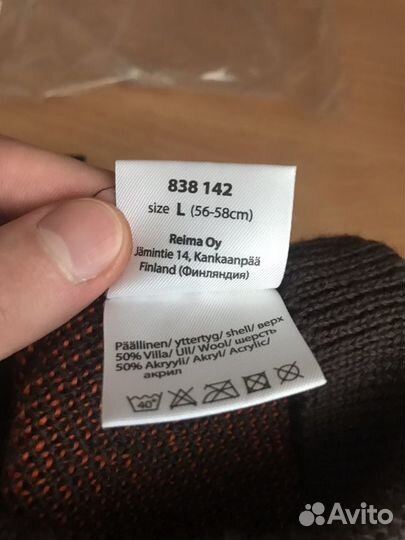 838 142
size L (56-58cm)
Reima Oy
Jämintie 14, Kankaanpää
Finland (Финляндия)
Päällinen/ yttertyg/ shell/ верх
50% Villa/ Ull/ Wool/ шерсть
50% Akryyli/ Akryl/ Acrylic/
акрил
40°
Avito